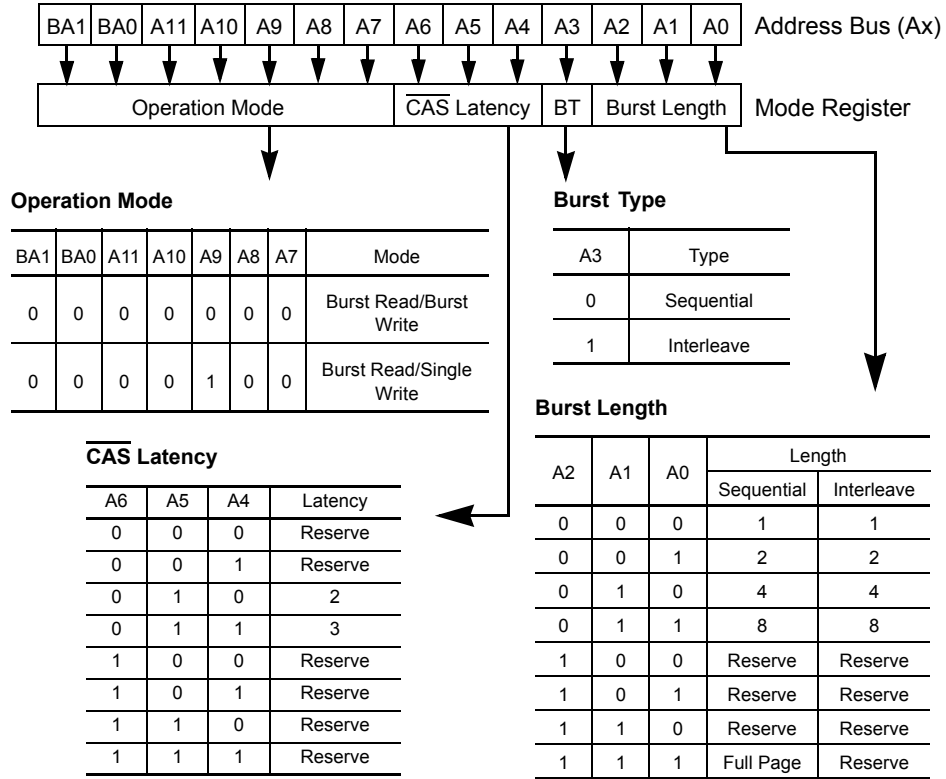 BA1 BA0 A11 A10 A9 A8 A7 A6 A5 A4 A3 A2 A1 A0 Address Bus (Ax)
Operation Mode CAS Latency BT Burst Length Mode Register
Operation Mode
BA1 BA0 A11 A10 A9 A8 A7 Mode
0 0 0 0 0 0 0 Burst Read/Burst
Write
0 0 0 0 1 0 0 Burst Read/Single
Write
Burst Type
A3 Type
0 Sequential
1 Interleave
CAS Latency
A6 A5 A4 Latency
0 0 0 Reserve
0 0 1 Reserve
0 1 0 2
0 1 1 3
1 0 0 Reserve
1 0 1 Reserve
1 1 0 Reserve
1 1 1 Reserve
Burst Length
A2 A1 A0 Length
Sequential Interleave
0 0 0 1 1
0 0 1 2 2
0 1 0 4 4
0 1 1 8 8
1 0 0 Reserve Reserve
1 0 1 Reserve Reserve
1 1 0 Reserve Reserve
1 1 1 Full Page Reserve